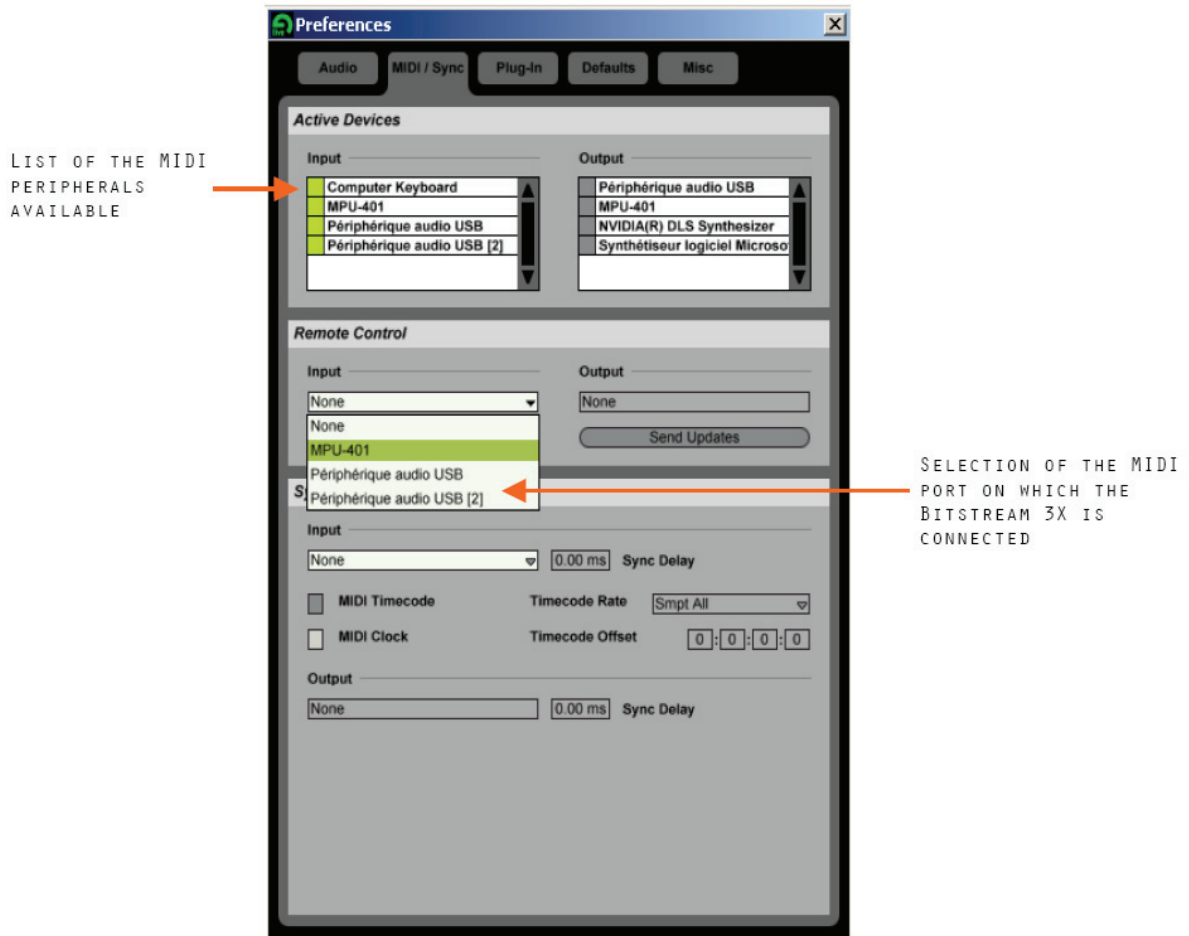 live
Preferences
Audio
MIDI / Sync
Plug-In
Defaults
Misc
Active Devices
LIST OF THE MIDI
PERIPHERALS
AVAILABLE
Input
Computer Keyboard
MPU-401
Périphérique audio USB
Périphérique audio USB [2]
Output
Périphérique audio USB
MPU-401
NVIDIA(R) DLS Synthesizer
Synthétiseur logiciel Microso
Remote Control
Input
None
None
MPU-401
Périphérique audio USB
Périphérique audio USB [2]
Output
None
Send Updates
SELECTION OF THE MIDI
PORT ON WHICH THE
BITSTREAM 3X IS
CONNECTED
Sy
Input
None
0.00 ms Sync Delay
MIDI Timecode
Timecode Rate
Smpt All
MIDI Clock
Timecode Offset
0 : 0 : 0 : 0
Output
None
0.00 ms Sync Delay